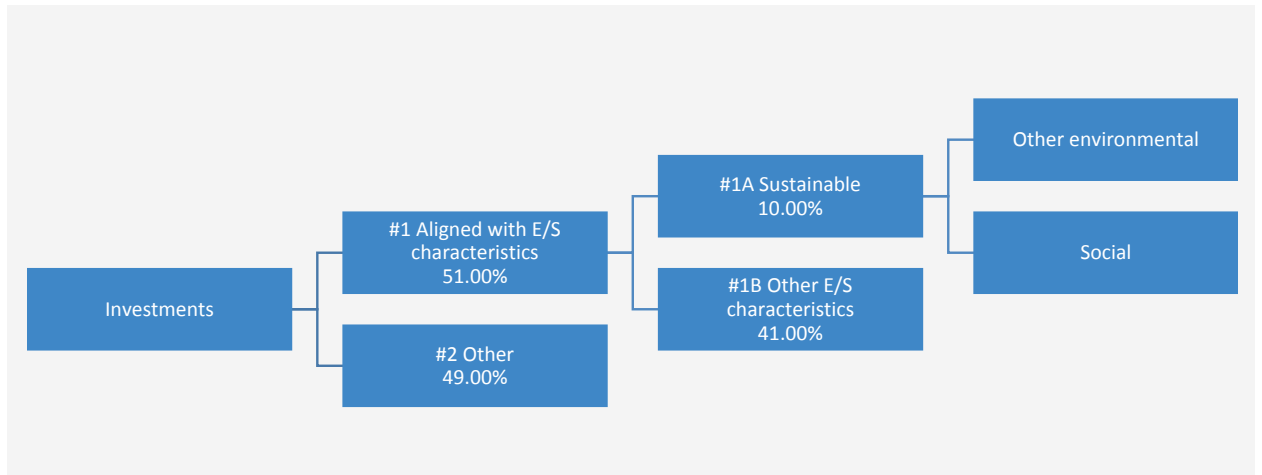 Investments
#1 Aligned with E/S
characteristics
51.00%
#2 Other
49.00%
#1A Sustainable
10.00%
#1B Other E/S
characteristics
41.00%
Other environmental
Social